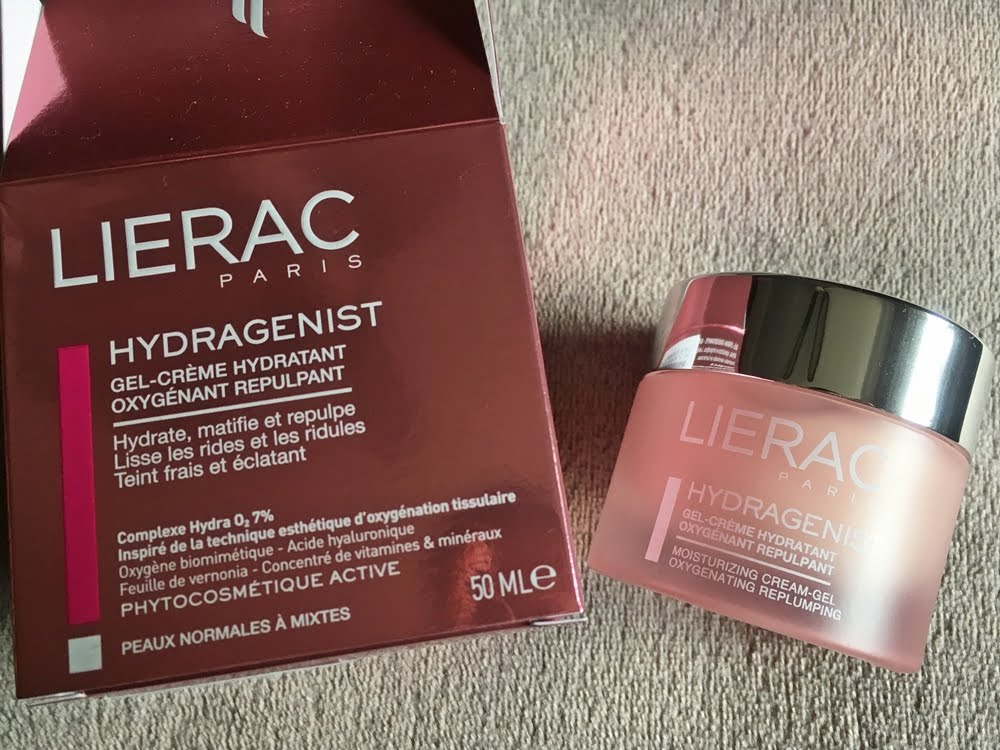 LIERAC
PARIS
HYDRAGENIST
GEL-CRÈME HYDRATANT
OXYGÉNANT REPULPANT
Hydrate, matifie et repulpe
Lisse les rides et les ridules
Teint frais et éclatant
Complexe Hydra O₂ 7%
Inspiré de la technique esthétique d'oxygénation tissulaire
Oxygène biomimétique - Acide hyaluronique
Feuille de vernonia - Concentré de vitamines & minéraux
PHYTOCOSMÉTIQUE ACTIVE
50 ML℮
PEAUX NORMALES À MIXTES
LIERAC
PARIS
HYDRAGENIST
GEL-CRÈME HYDRATANT
OXYGÉNANT REPULPANT
MOISTURIZING CREAM-GEL
OXYGENATING REPLUMPING